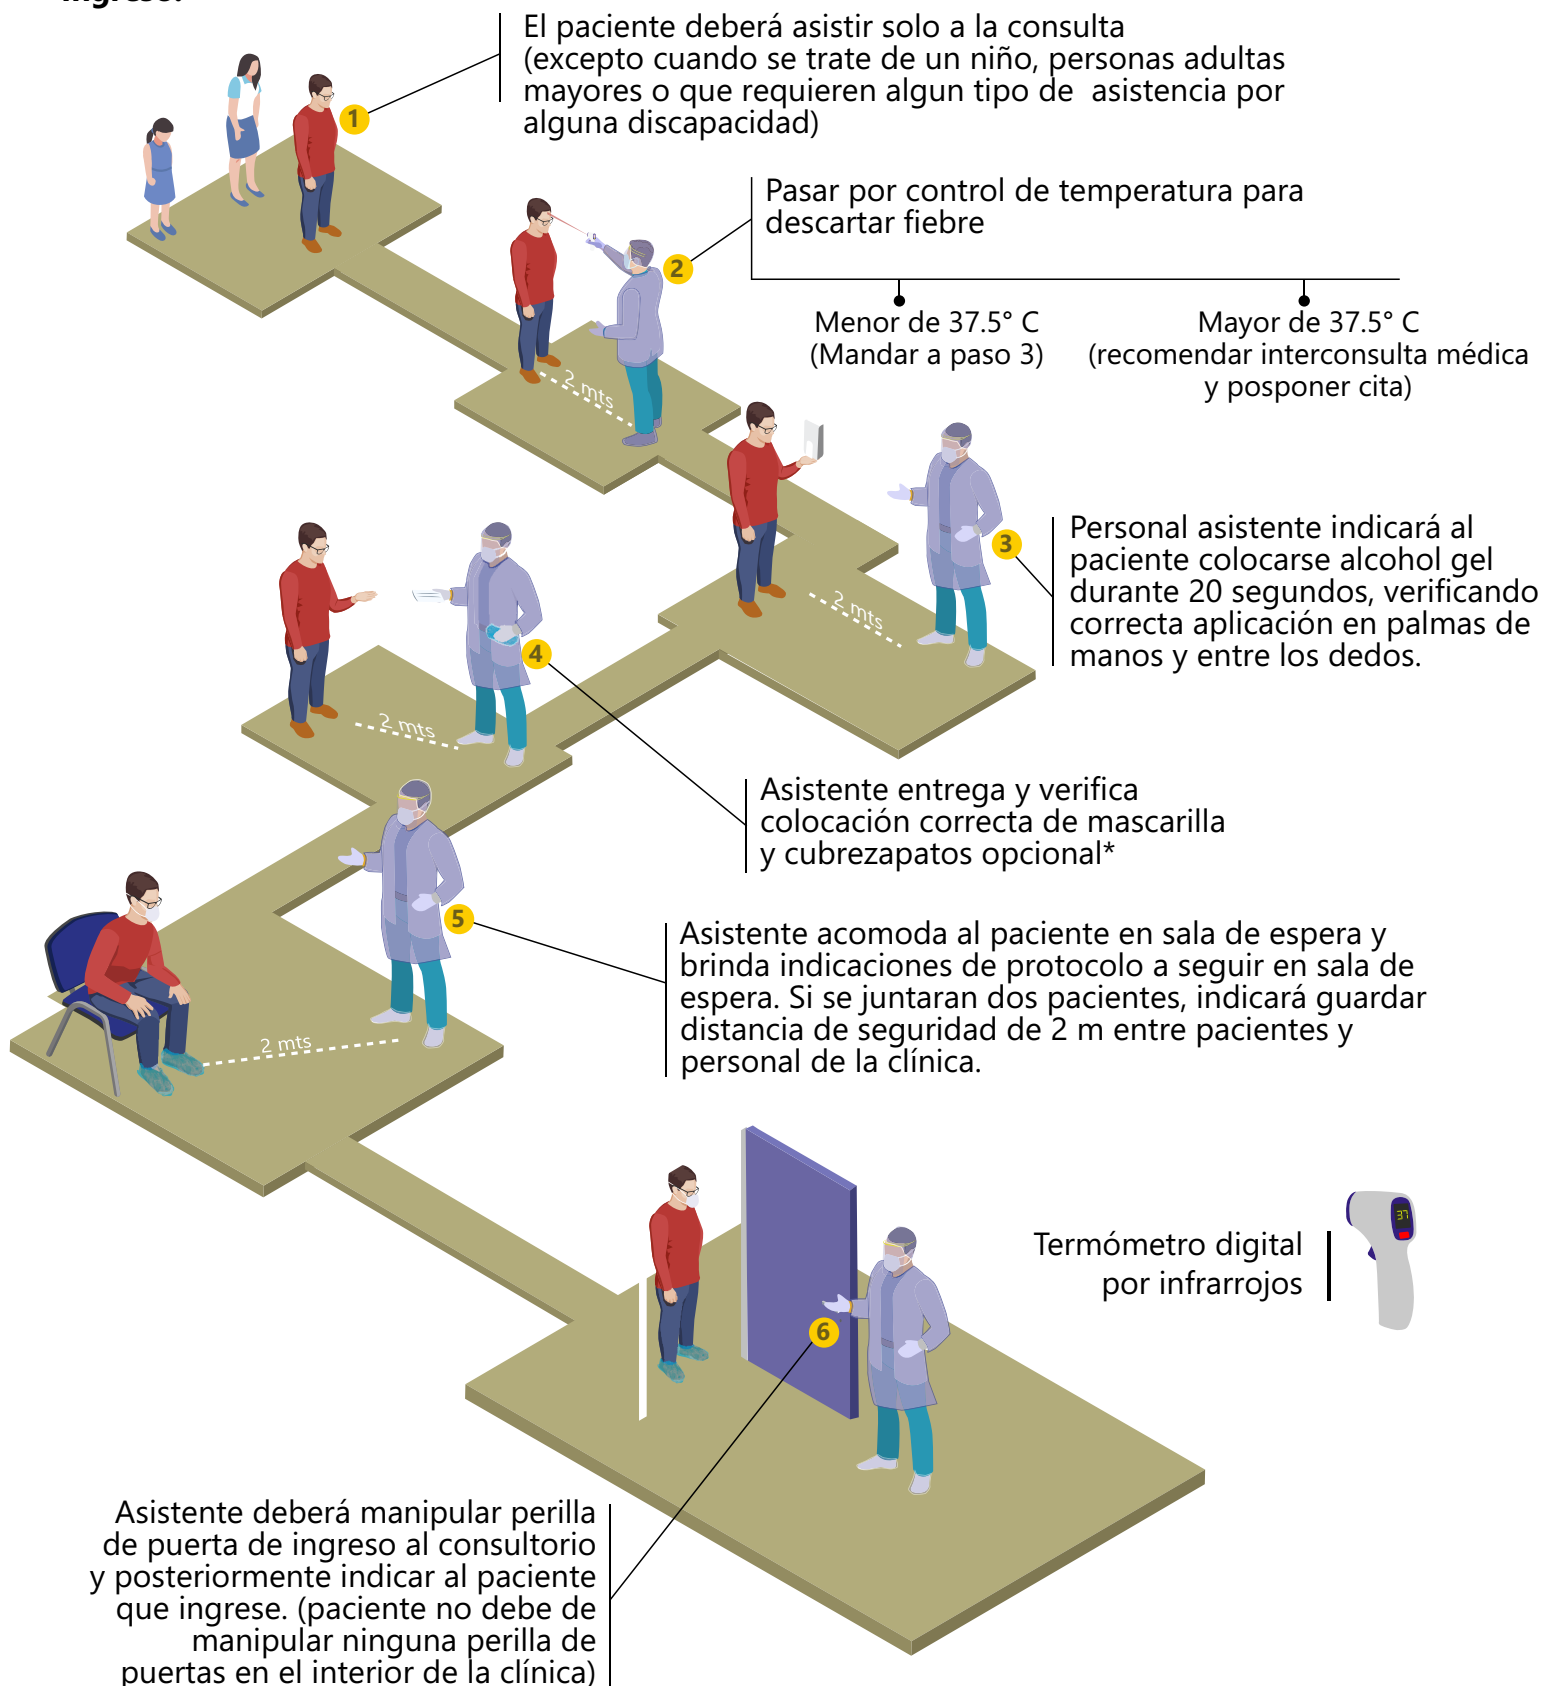 ingreso.
1
El paciente deberá asistir solo a la consulta
(excepto cuando se trate de un niño, personas adultas
mayores o que requieren algun tipo de asistencia por
alguna discapacidad)
2
Pasar por control de temperatura para
descartar fiebre
Menor de 37.5° C
(Mandar a paso 3)
Mayor de 37.5° C
(recomendar interconsulta médica
y posponer cita)
2 mts
3
Personal asistente indicará al
paciente colocarse alcohol gel
durante 20 segundos, verificando
correcta aplicación en palmas de
manos y entre los dedos.
2 mts
4
Asistente entrega y verifica
colocación correcta de mascarilla
y cubrezapatos opcional*
2 mts
5
Asistente acomoda al paciente en sala de espera y
brinda indicaciones de protocolo a seguir en sala de
espera. Si se juntaran dos pacientes, indicará guardar
distancia de seguridad de 2 m entre pacientes y
personal de la clínica.
2 mts
Termómetro digital
por infrarrojos
37
6
Asistente deberá manipular perilla
de puerta de ingreso al consultorio
y posteriormente indicar al paciente
que ingrese. (paciente no debe de
manipular ninguna perilla de
puertas en el interior de la clínica)